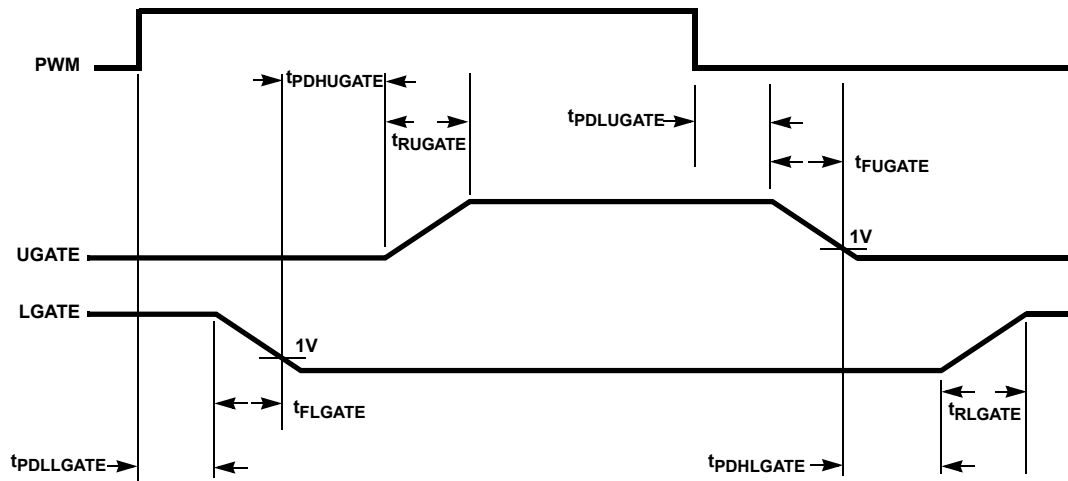 PWM
tPDHUGATE
tRUGATE
tPDLUGATE
tFUGATE
1V
UGATE
LGATE
1V
tFLGATE
tRLGATE
tPDLLGATE
tPDHLGATE